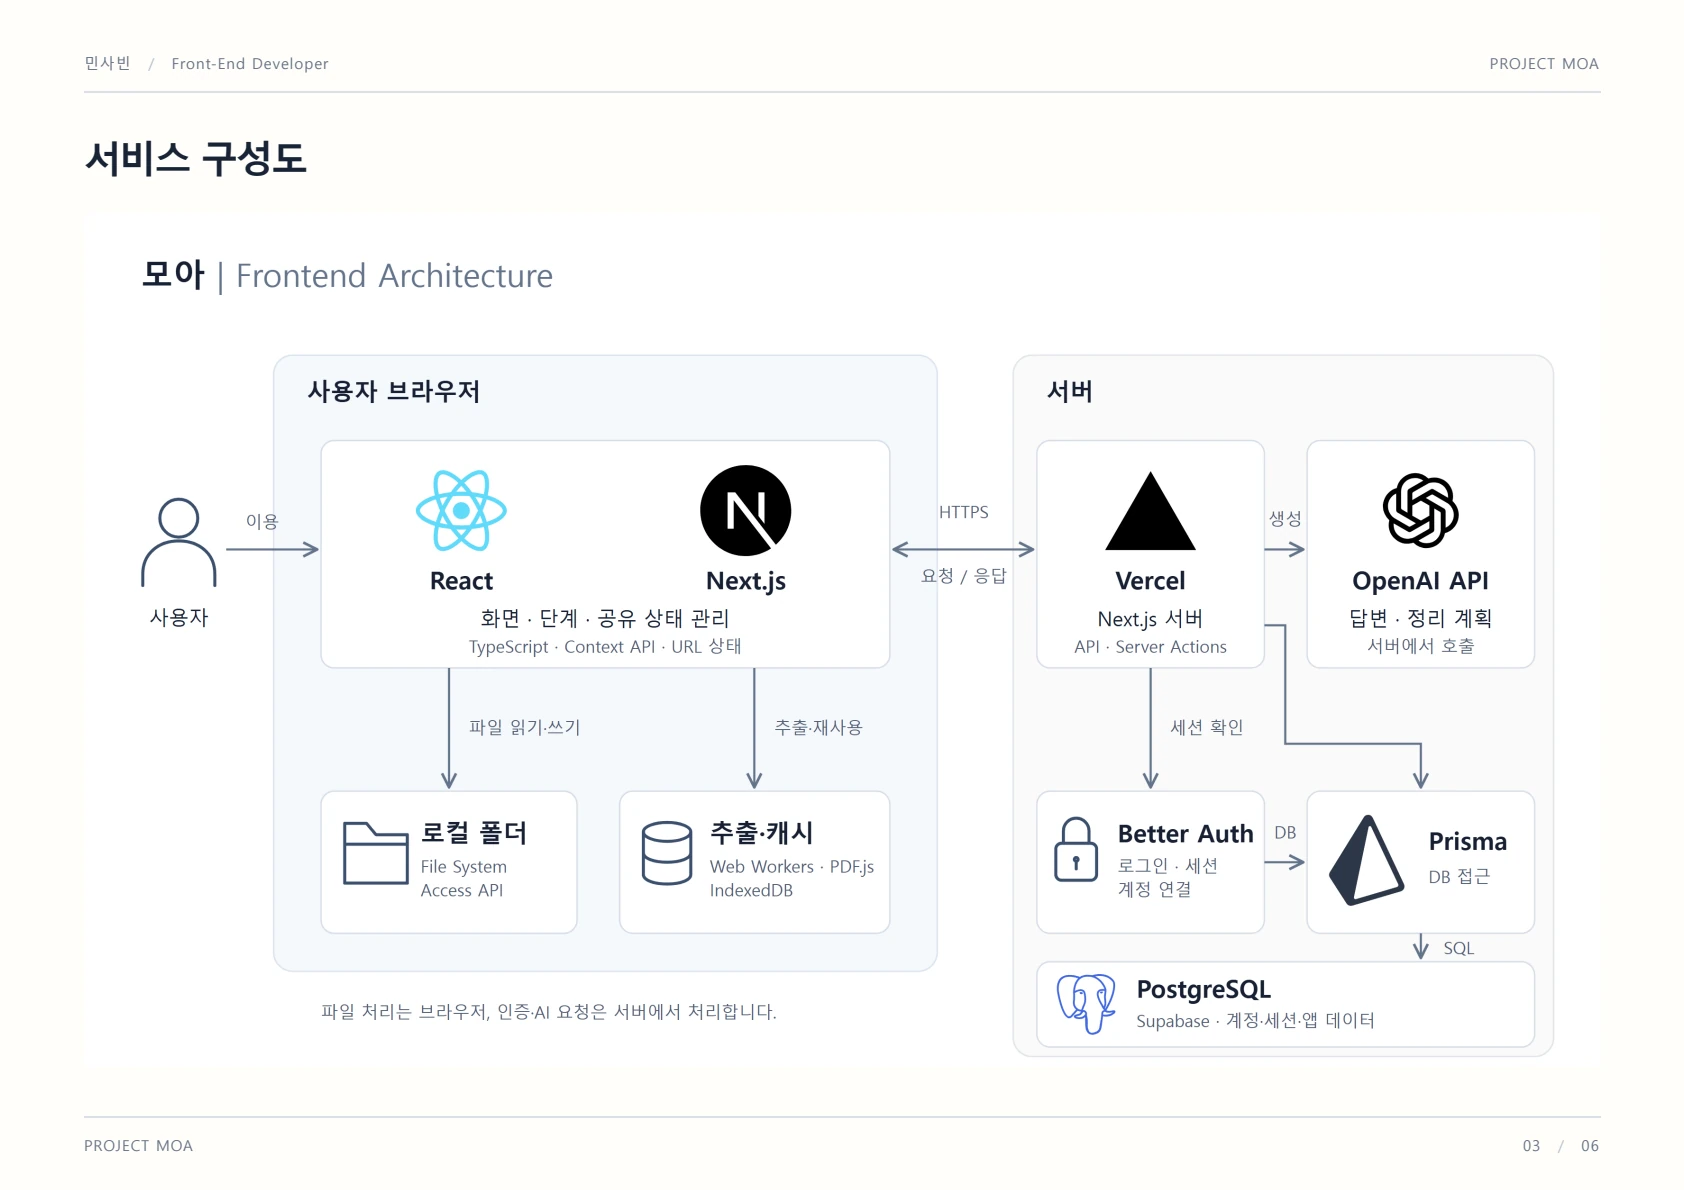 민사빈 / Front-End Developer
PROJECT MOA
서비스 구성도
모아 | Frontend Architecture
사용자 브라우저
서버
이용
사용자
React
Next.js
화면 · 단계 · 공유 상태 관리
TypeScript · Context API · URL 상태
HTTPS
요청 / 응답
Vercel
Next.js 서버
API · Server Actions
생성
OpenAI API
답변 · 정리 계획
서버에서 호출
파일 읽기·쓰기
추출·재사용
세션 확인
로컬 폴더
File System
Access API
추출·캐시
Web Workers · PDF.js
IndexedDB
Better Auth
로그인 · 세션
계정 연결
DB
Prisma
DB 접근
SQL
PostgreSQL
Supabase · 계정·세션·앱 데이터
파일 처리는 브라우저, 인증·AI 요청은 서버에서 처리합니다.
PROJECT MOA
03 / 06